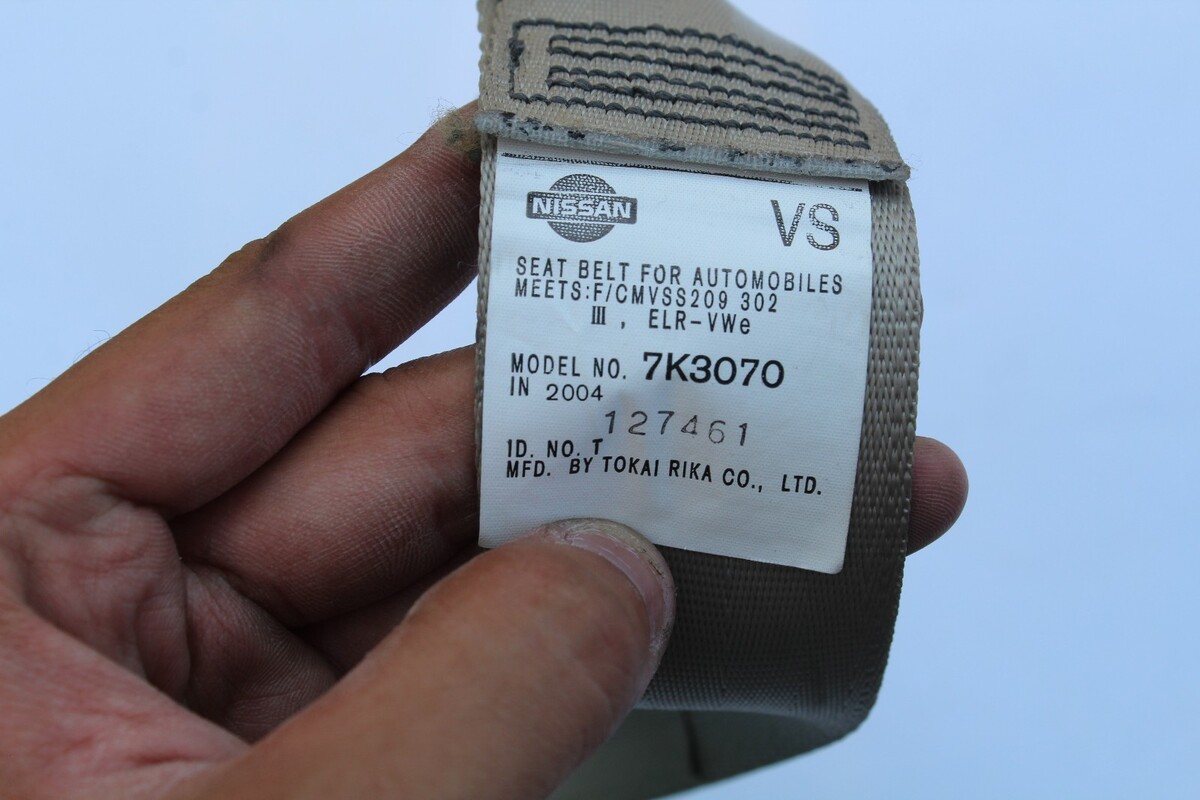 NISSAN VS
SEAT BELT FOR AUTOMOBILES
MEETS:F/CMVSS209 302
III , ELR-VWe
MODEL NO. 7K3070
IN 2004
127461
ID. NO. T
MFD. BY TOKAI RIKA CO., LTD.